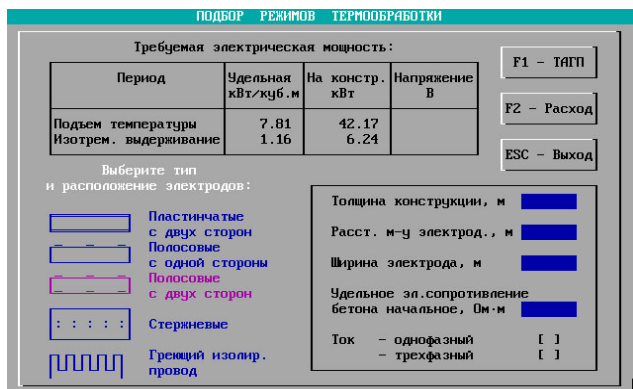 ПОДБОР РЕЖИМОВ ТЕРМООБРАБОТКИ
Требуемая электрическая мощность:
Период
Удельная кВт/куб.м
На констр. кВт
Напряжение В
Подъем температуры 7.81 42.17
Изотрем. выдерживание 1.16 6.24
F1 - ТАГП
F2 - Расход
ESC - Выход
Выберите тип
и расположение электродов:
Пластинчатые
с двух сторон
Полосовые
с одной стороны
Полосовые
с двух сторон
Стержневые
Греющий изолир.
провод
Толщина конструкции, м
Расст. м-у электрод., м
Ширина электрода, м
Удельное эл.сопротивление
бетона начальное, Ом·м
Ток - однофазный [ ]
- трехфазный [ ]